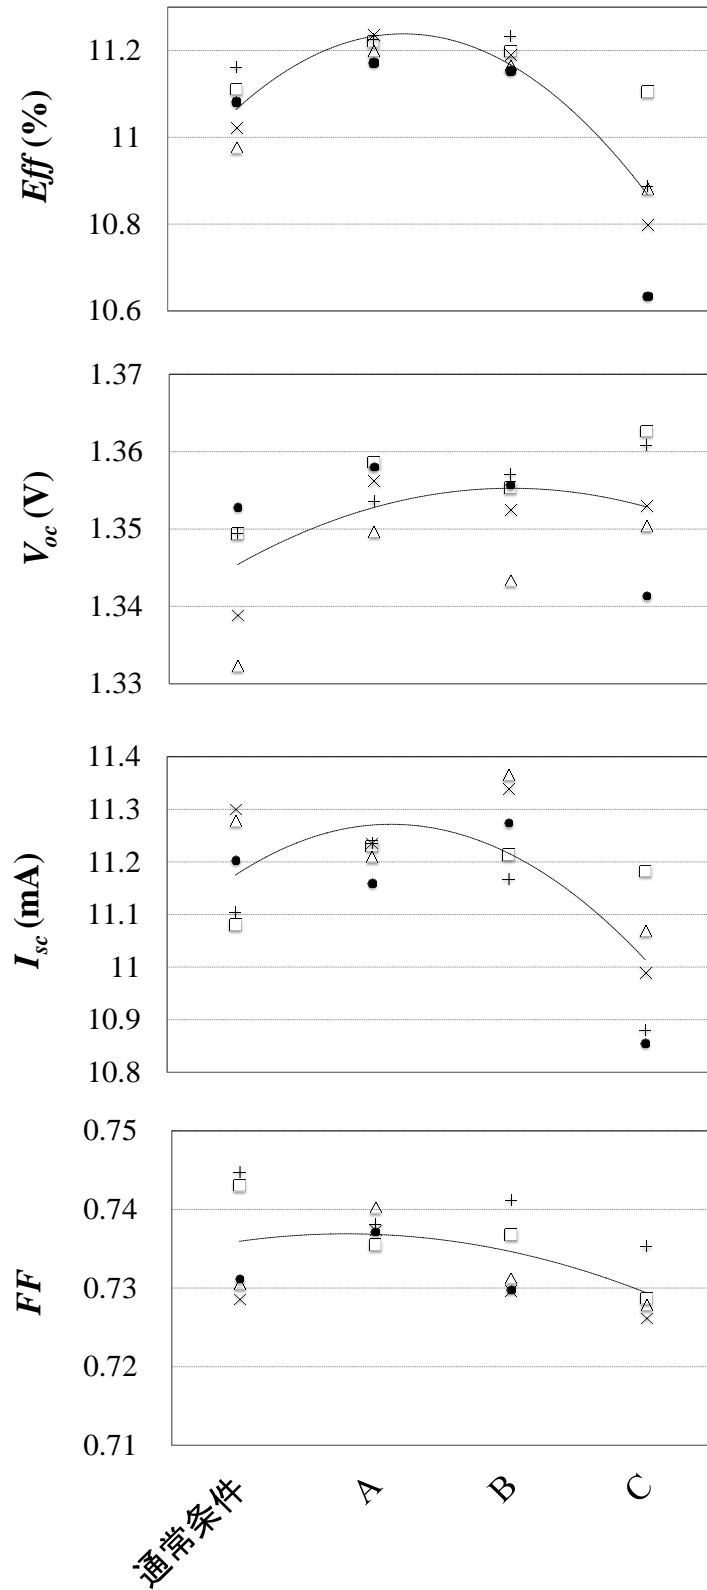 Eff (%)
11.2
11
10.8
10.6
Voc (V)
1.37
1.36
1.35
1.34
1.33
Isc (mA)
11.4
11.3
11.2
11.1
11
10.9
10.8
FF
0.75
0.74
0.73
0.72
0.71
通常条件
A
B
C